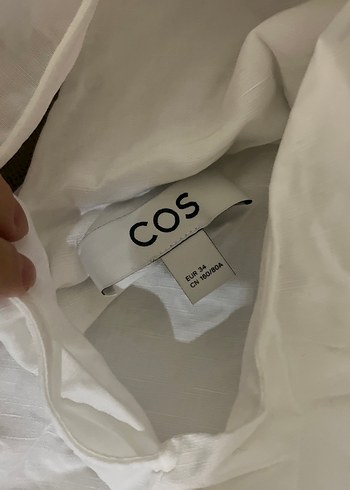 COS
EUR 34
CN 160/80A